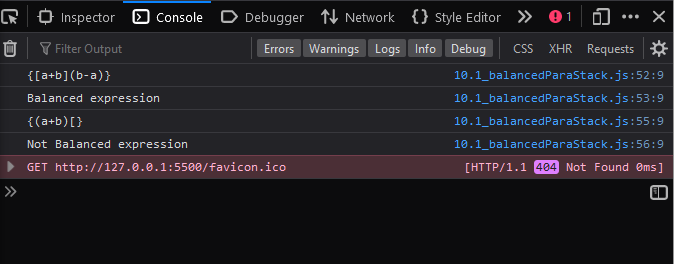 Inspector Console Debugger Network Style Editor 1
Filter Output Errors Warnings Logs Info Debug CSS XHR Requests
{[a+b](b-a)} 10.1_balancedParaStack.js:52:9
Balanced expression 10.1_balancedParaStack.js:53:9
{(a+b)[} 10.1_balancedParaStack.js:55:9
Not Balanced expression 10.1_balancedParaStack.js:56:9
GET http://127.0.0.1:5500/favicon.ico [HTTP/1.1 404 Not Found 0ms]